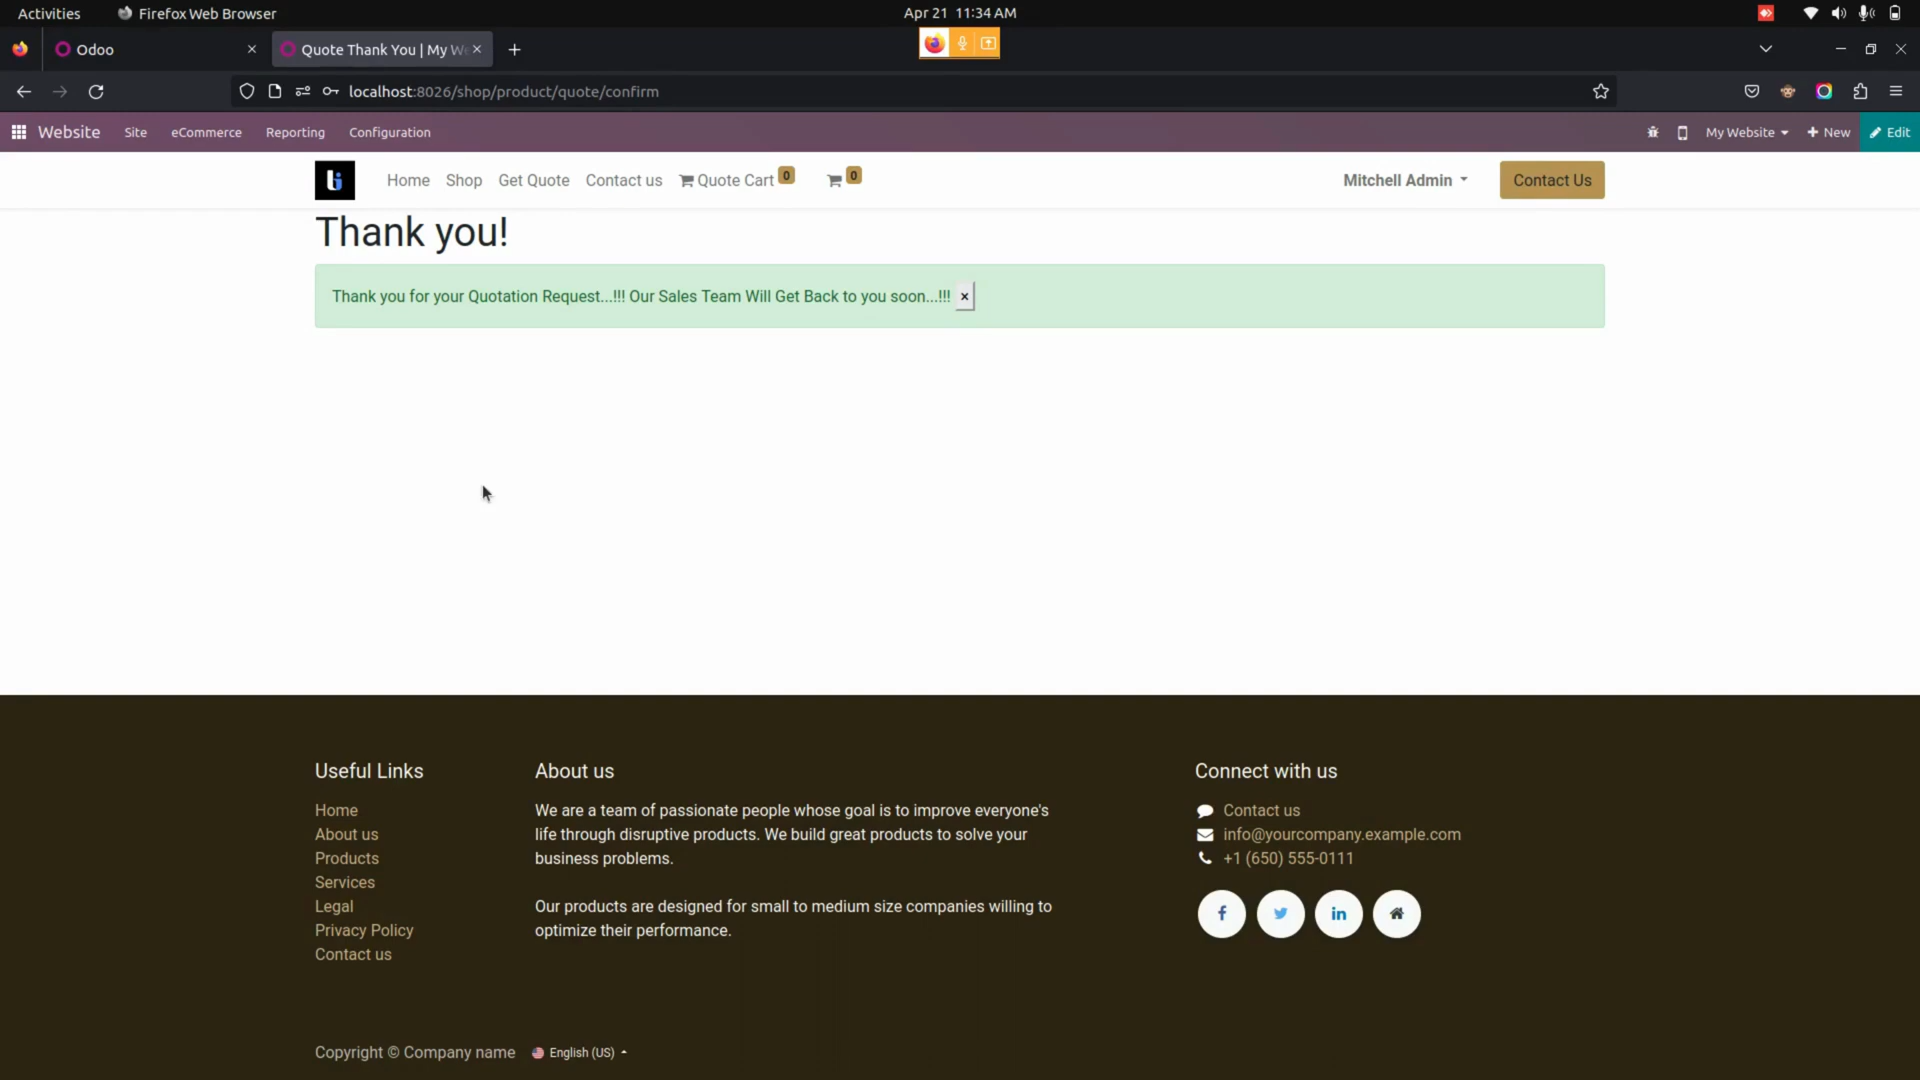 Activities
Firefox Web Browser
Apr 21 11:34 AM
Odoo
Quote Thank You | My We
localhost:8026/shop/product/quote/confirm
Website
Site
eCommerce
Reporting
Configuration
My Website
New
Edit
Home
Shop
Get Quote
Contact us
Quote Cart 0
0
Mitchell Admin
Contact Us
Thank you!
Thank you for your Quotation Request...!!! Our Sales Team Will Get Back to you soon...!!! ×
Useful Links
Home
About us
Products
Services
Legal
Privacy Policy
Contact us
About us
We are a team of passionate people whose goal is to improve everyone's
life through disruptive products. We build great products to solve your
business problems.
Our products are designed for small to medium size companies willing to
optimize their performance.
Connect with us
Contact us
info@yourcompany.example.com
+1 (650) 555-0111
Copyright © Company name
English (US)